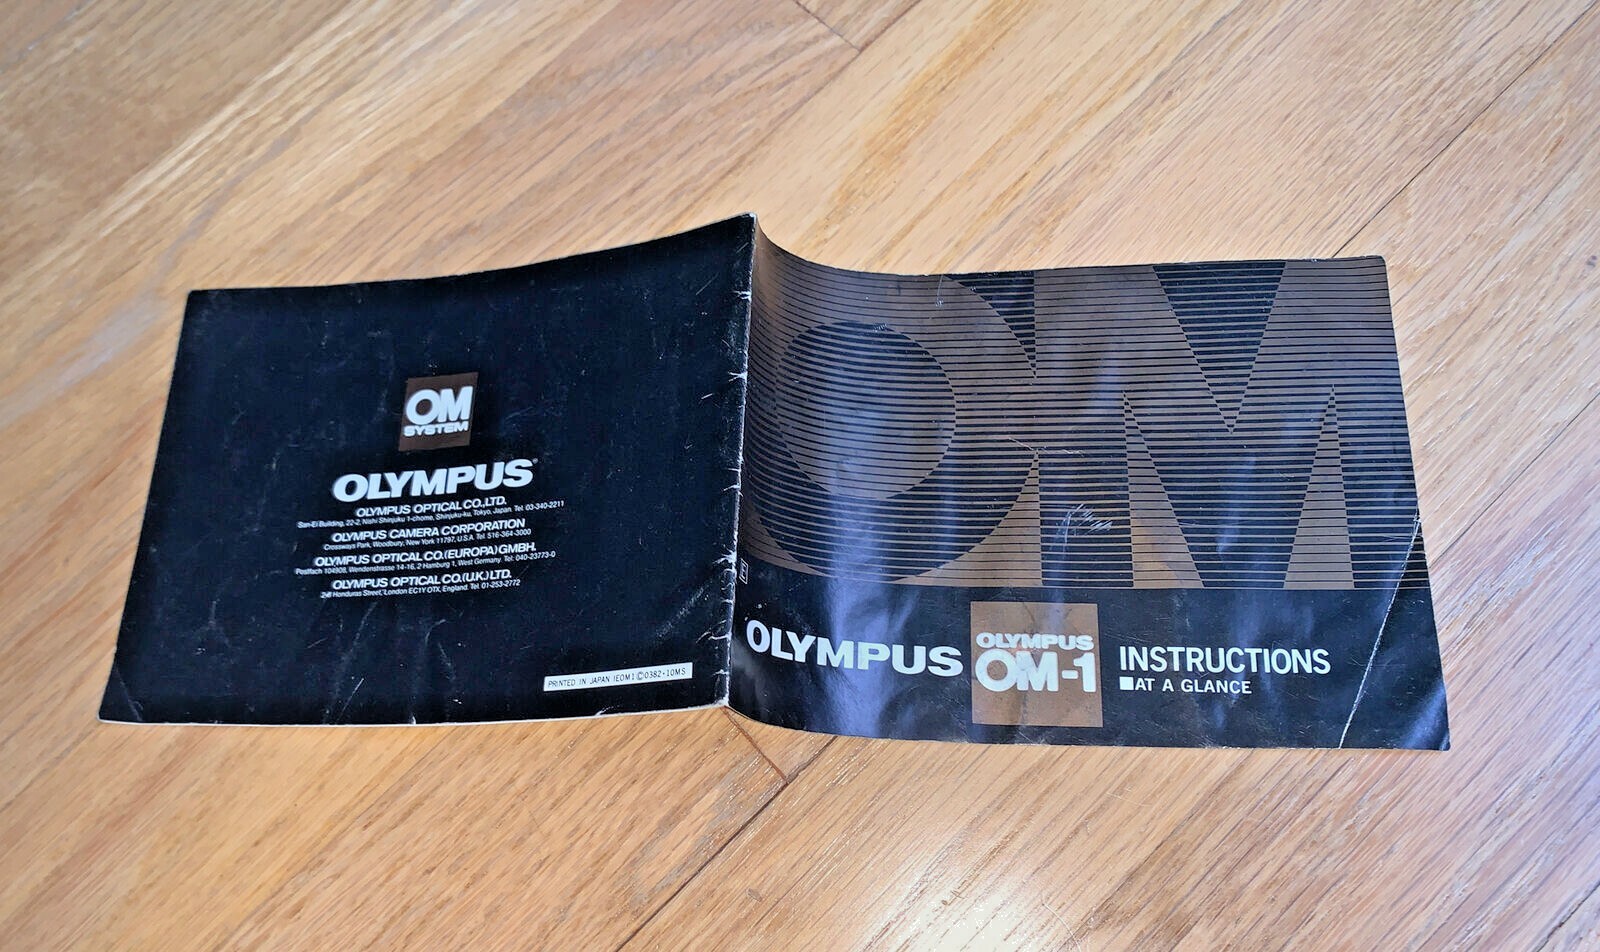 OM
SYSTEM
OLYMPUS®
OLYMPUS OPTICAL CO.,LTD.
San-Ei Building, 22-2, Nishi Shinjuku 1-chome, Shinjuku-ku, Tokyo, Japan. Tel. 03-340-2211
OLYMPUS CAMERA CORPORATION
Crossways Park, Woodbury, New York 11797, U.S.A. Tel. 516-364-3000
OLYMPUS OPTICAL CO.(EUROPA)GMBH.
Postfach 104908, Wendenstrasse 14-16, 2 Hamburg 1, West Germany. Tel: 040-23773-0
OLYMPUS OPTICAL CO.(U.K.)LTD.
2-8 Honduras Street, London EC1Y OTX, England. Tel. 01-253-2772
PRINTED IN JAPAN IEOM1©0382·10MS
OM
OLYMPUS
OLYMPUS
OM-1
INSTRUCTIONS
■AT A GLANCE